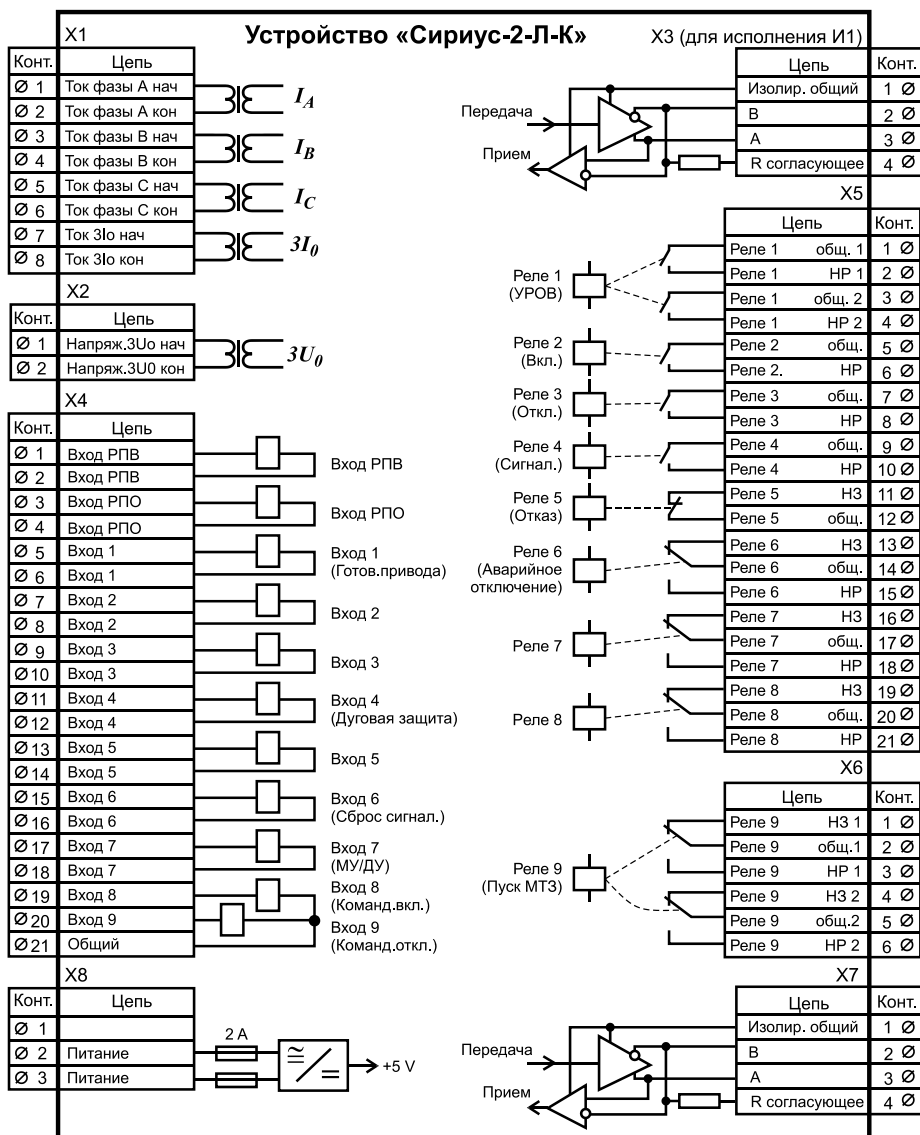 Устройство «Сириус-2-Л-К»
X1
Конт. Цепь
Ø 1 Ток фазы А нач
Ø 2 Ток фазы А кон
I_A
Ø 3 Ток фазы В нач
Ø 4 Ток фазы В кон
I_B
Ø 5 Ток фазы С нач
Ø 6 Ток фазы С кон
I_C
Ø 7 Ток 3Iо нач
Ø 8 Ток 3Iо кон
3I_0
X2
Конт. Цепь
Ø 1 Напряж.3Uо нач
Ø 2 Напряж.3U0 кон
3U_0
X4
Конт. Цепь
Ø 1 Вход РПВ
Ø 2 Вход РПВ
Вход РПВ
Ø 3 Вход РПО
Ø 4 Вход РПО
Вход РПО
Ø 5 Вход 1
Ø 6 Вход 1
Вход 1
(Готов.привода)
Ø 7 Вход 2
Ø 8 Вход 2
Вход 2
Ø 9 Вход 3
Ø 10 Вход 3
Вход 3
Ø 11 Вход 4
Ø 12 Вход 4
Вход 4
(Дуговая защита)
Ø 13 Вход 5
Ø 14 Вход 5
Вход 5
Ø 15 Вход 6
Ø 16 Вход 6
Вход 6
(Сброс сигнал.)
Ø 17 Вход 7
Ø 18 Вход 7
Вход 7
(МУ/ДУ)
Ø 19 Вход 8
Ø 20 Вход 9
Ø 21 Общий
Вход 8
(Команд.вкл.)
Вход 9
(Команд.откл.)
X8
Конт. Цепь
Ø 1
Ø 2 Питание
Ø 3 Питание
2 А
≅ / =
+5 V
X3 (для исполнения И1)
Цепь Конт.
Изолир. общий 1 Ø
B 2 Ø
A 3 Ø
R согласующее 4 Ø
Передача
Прием
X5
Цепь Конт.
Реле 1 общ. 1 1 Ø
Реле 1 НР 1 2 Ø
Реле 1 общ. 2 3 Ø
Реле 1 НР 2 4 Ø
Реле 2 общ. 5 Ø
Реле 2. НР 6 Ø
Реле 3 общ. 7 Ø
Реле 3 НР 8 Ø
Реле 4 общ. 9 Ø
Реле 4 НР 10 Ø
Реле 5 НЗ 11 Ø
Реле 5 общ. 12 Ø
Реле 6 НЗ 13 Ø
Реле 6 общ. 14 Ø
Реле 6 НР 15 Ø
Реле 7 НЗ 16 Ø
Реле 7 общ. 17 Ø
Реле 7 НР 18 Ø
Реле 8 НЗ 19 Ø
Реле 8 общ. 20 Ø
Реле 8 НР 21 Ø
Реле 1
(УРОВ)
Реле 2
(Вкл.)
Реле 3
(Откл.)
Реле 4
(Сигнал.)
Реле 5
(Отказ)
Реле 6
(Аварийное
отключение)
Реле 7
Реле 8
X6
Цепь Конт.
Реле 9 НЗ 1 1 Ø
Реле 9 общ.1 2 Ø
Реле 9 НР 1 3 Ø
Реле 9 НЗ 2 4 Ø
Реле 9 общ.2 5 Ø
Реле 9 НР 2 6 Ø
Реле 9
(Пуск МТЗ)
X7
Цепь Конт.
Изолир. общий 1 Ø
B 2 Ø
A 3 Ø
R согласующее 4 Ø
Передача
Прием